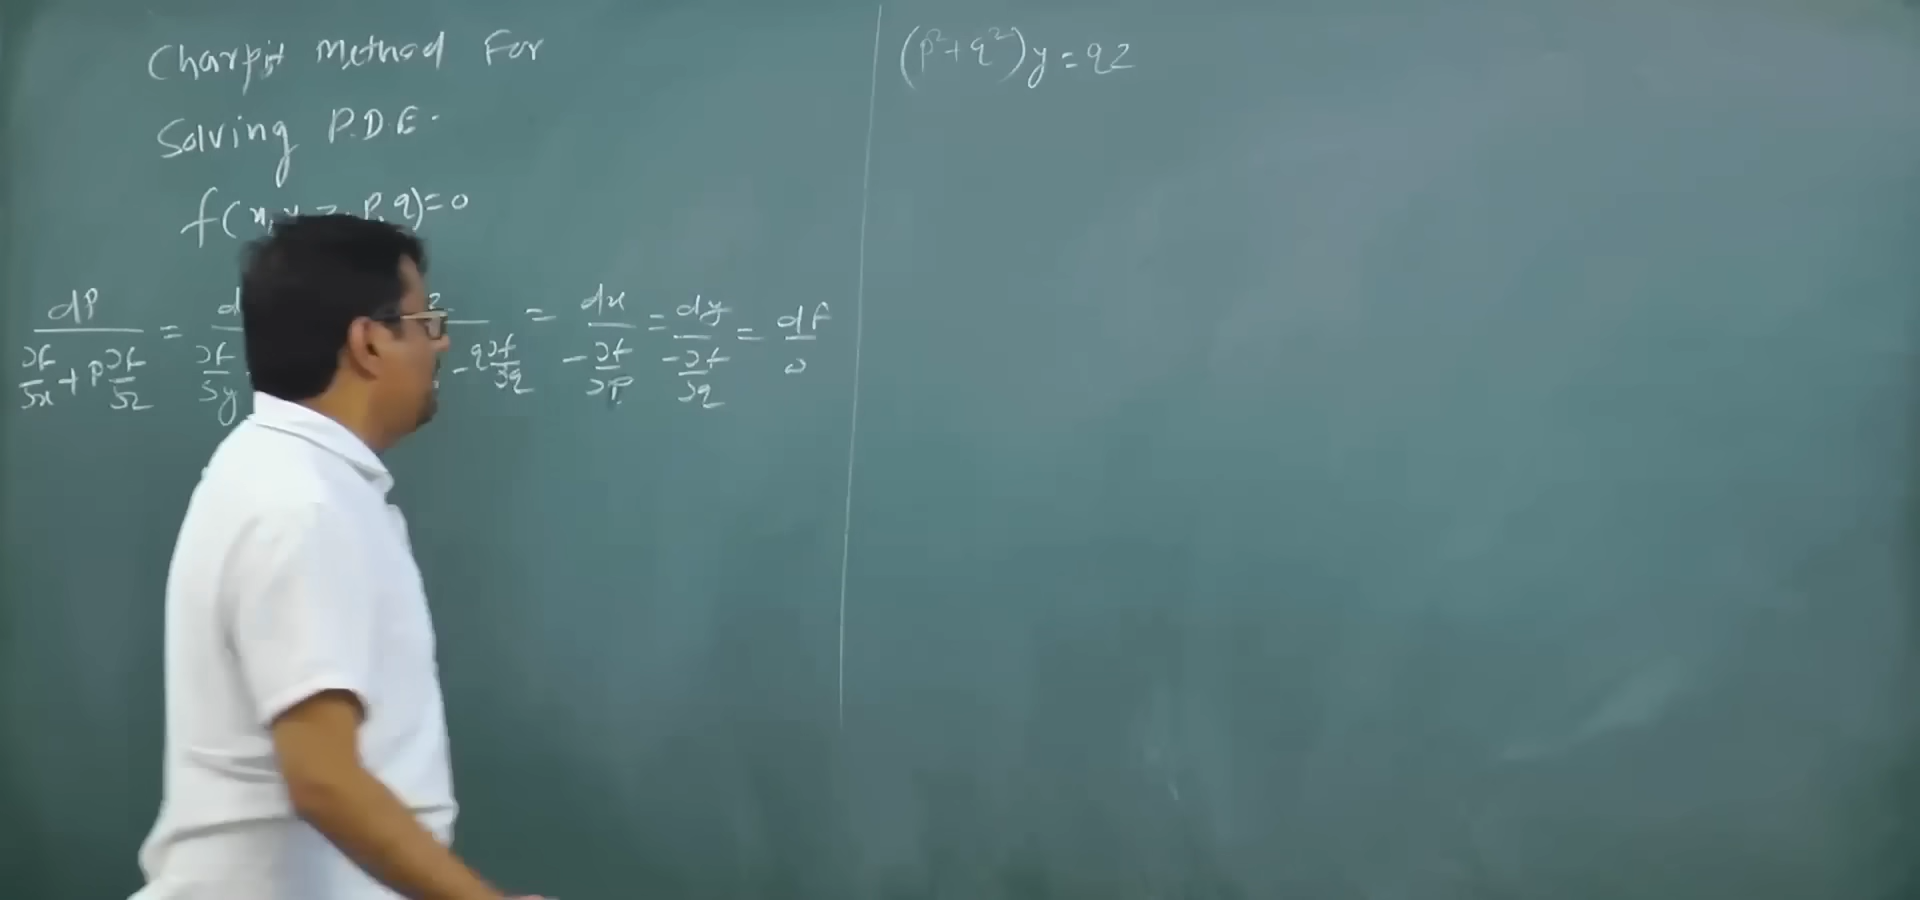 Charpit Method For
Solving P.D.E.
f(x, y, z, p, q)=0
dp/(∂f/∂x + p ∂f/∂z) = d / ∂f/∂y - q ∂f/∂q = dx/(-∂f/∂p) = dy/(-∂f/∂q) = dF/0
(p²+q²)y=qz